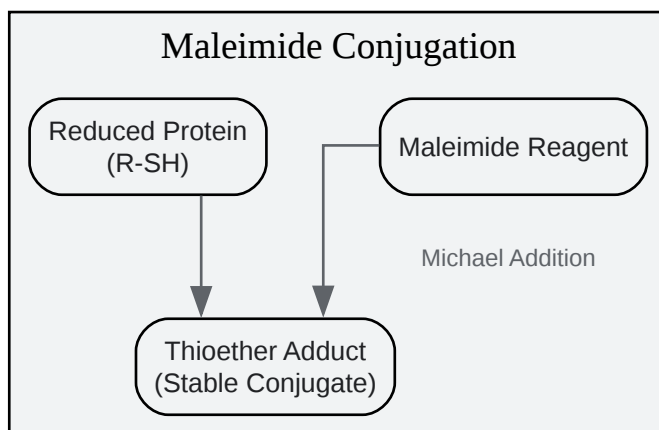 Maleimide Conjugation
Reduced Protein
(R-SH)
Maleimide Reagent
Michael Addition
Thioether Adduct
(Stable Conjugate)